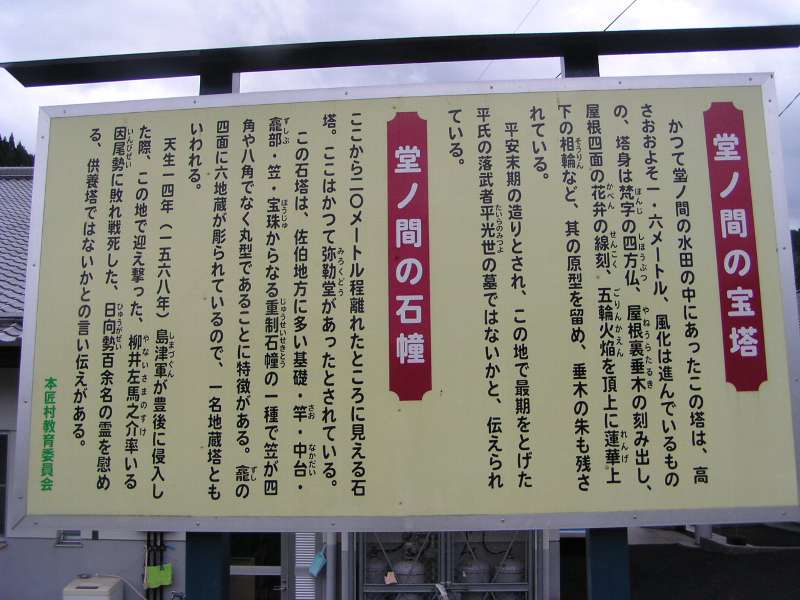 堂ノ間の宝塔
かつて堂ノ間の水田の中にあったこの塔は、高
さおおよそ一・六メートル、風化は進んでいるもの
の、塔身は梵字の四方仏、屋根裏垂木の刻み出し、
屋根四面の花弁の線刻、五輪火焔を頂上に蓮華上
下の相輪など、其の原型を留め、垂木の朱も残さ
れている。
平安末期の造りとされ、この地で最期をとげた
平氏の落武者平光世の墓ではないかと、伝えられ
ている。
堂ノ間の石幢
ここから二〇メートル程離れたところに見える石
塔。ここはかつて弥勒堂があったとされている。
この石塔は、佐伯地方に多い基礎・竿・中台・
龕部・笠・宝珠からなる重制石幢の一種で笠が四
角や八角でなく丸型であることに特徴がある。龕の
四面に六地蔵が彫られているので、一名地蔵塔とも
いわれる。
天生一四年（一五六八年）島津軍が豊後に侵入し
た際、この地で迎え撃った、柳井左馬之介率いる
因尾勢に敗れ戦死した、日向勢百余名の霊を慰め
る、供養塔ではないかとの言い伝えがある。
本匠村教育委員会